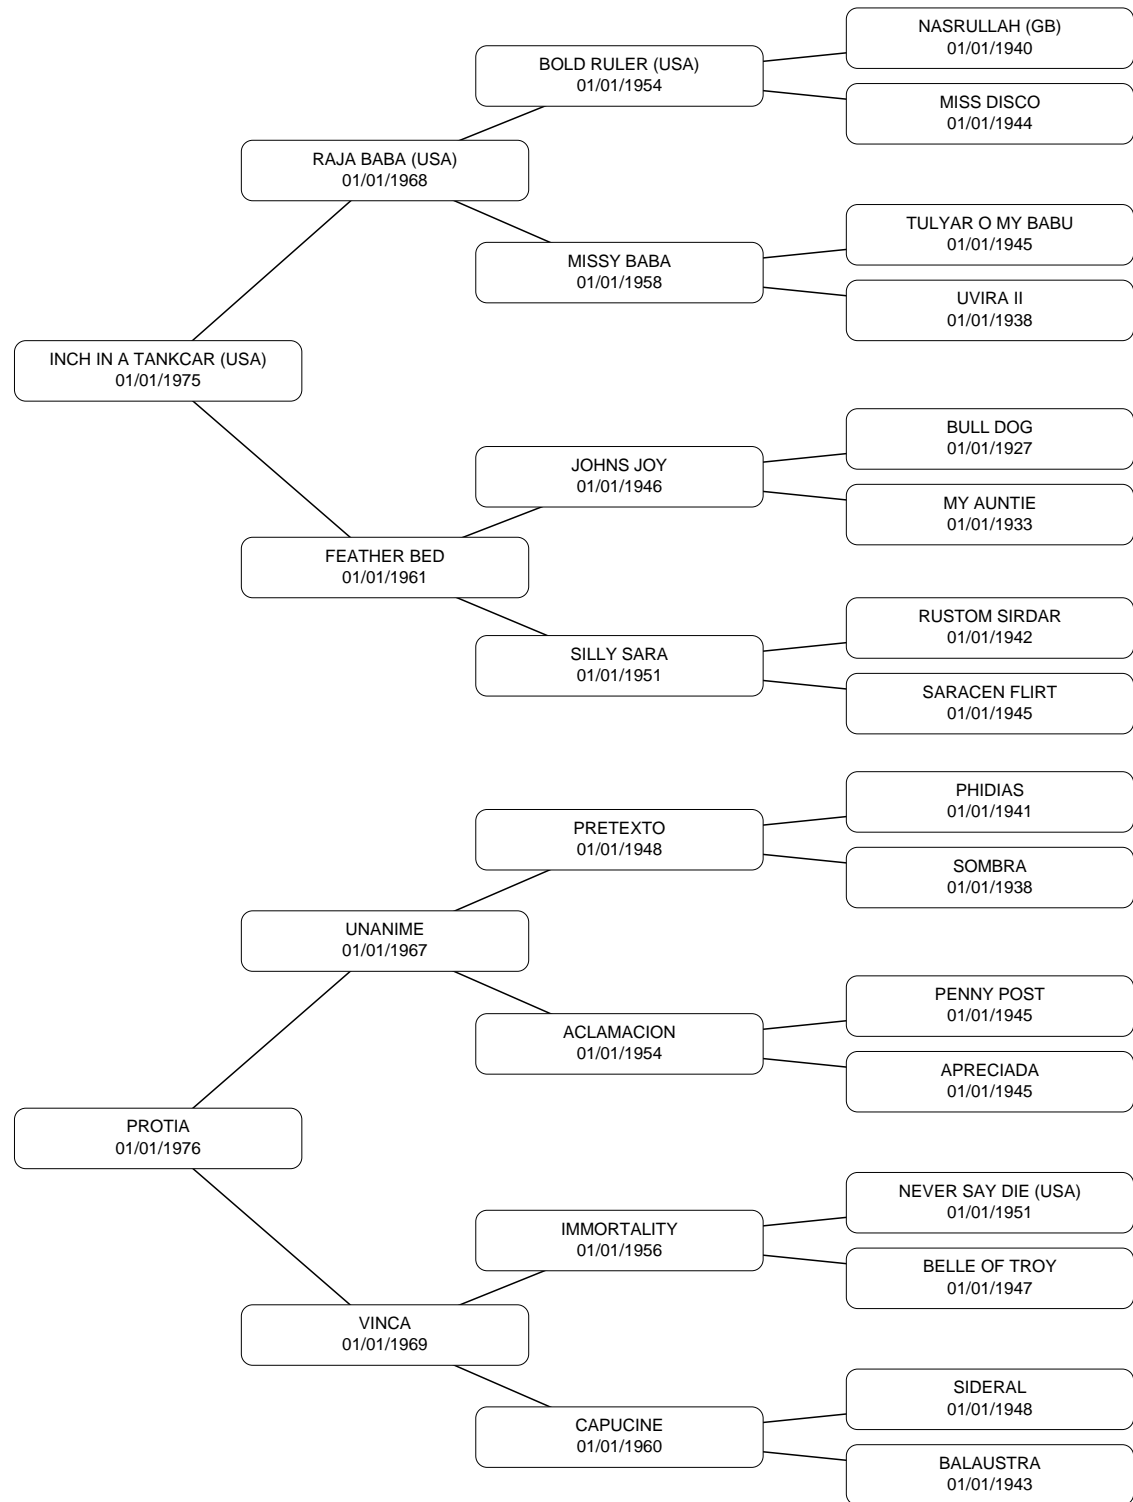 NASRULLAH (GB)
01/01/1940
BOLD RULER (USA)
01/01/1954
MISS DISCO
01/01/1944
RAJA BABA (USA)
01/01/1968
TULYAR O MY BABU
01/01/1945
MISSY BABA
01/01/1958
UVIRA II
01/01/1938
INCH IN A TANKCAR (USA)
01/01/1975
BULL DOG
01/01/1927
JOHNS JOY
01/01/1946
MY AUNTIE
01/01/1933
FEATHER BED
01/01/1961
RUSTOM SIRDAR
01/01/1942
SILLY SARA
01/01/1951
SARACEN FLIRT
01/01/1945
PHIDIAS
01/01/1941
PRETEXTO
01/01/1948
SOMBRA
01/01/1938
UNANIME
01/01/1967
PENNY POST
01/01/1945
ACLAMACION
01/01/1954
APRECIADA
01/01/1945
PROTIA
01/01/1976
NEVER SAY DIE (USA)
01/01/1951
IMMORTALITY
01/01/1956
BELLE OF TROY
01/01/1947
VINCA
01/01/1969
SIDERAL
01/01/1948
CAPUCINE
01/01/1960
BALAUSTRA
01/01/1943